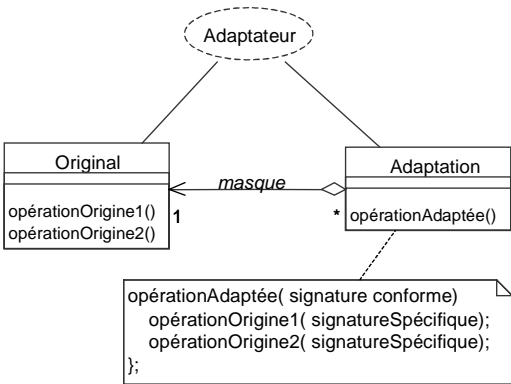 Adaptateur
Original
masque
Adaptation
opérationOrigine1()
opérationOrigine2()
1
*
opérationAdaptée()
opérationAdaptée( signature conforme)
opérationOrigine1( signatureSpécifique);
opérationOrigine2( signatureSpécifique);
};